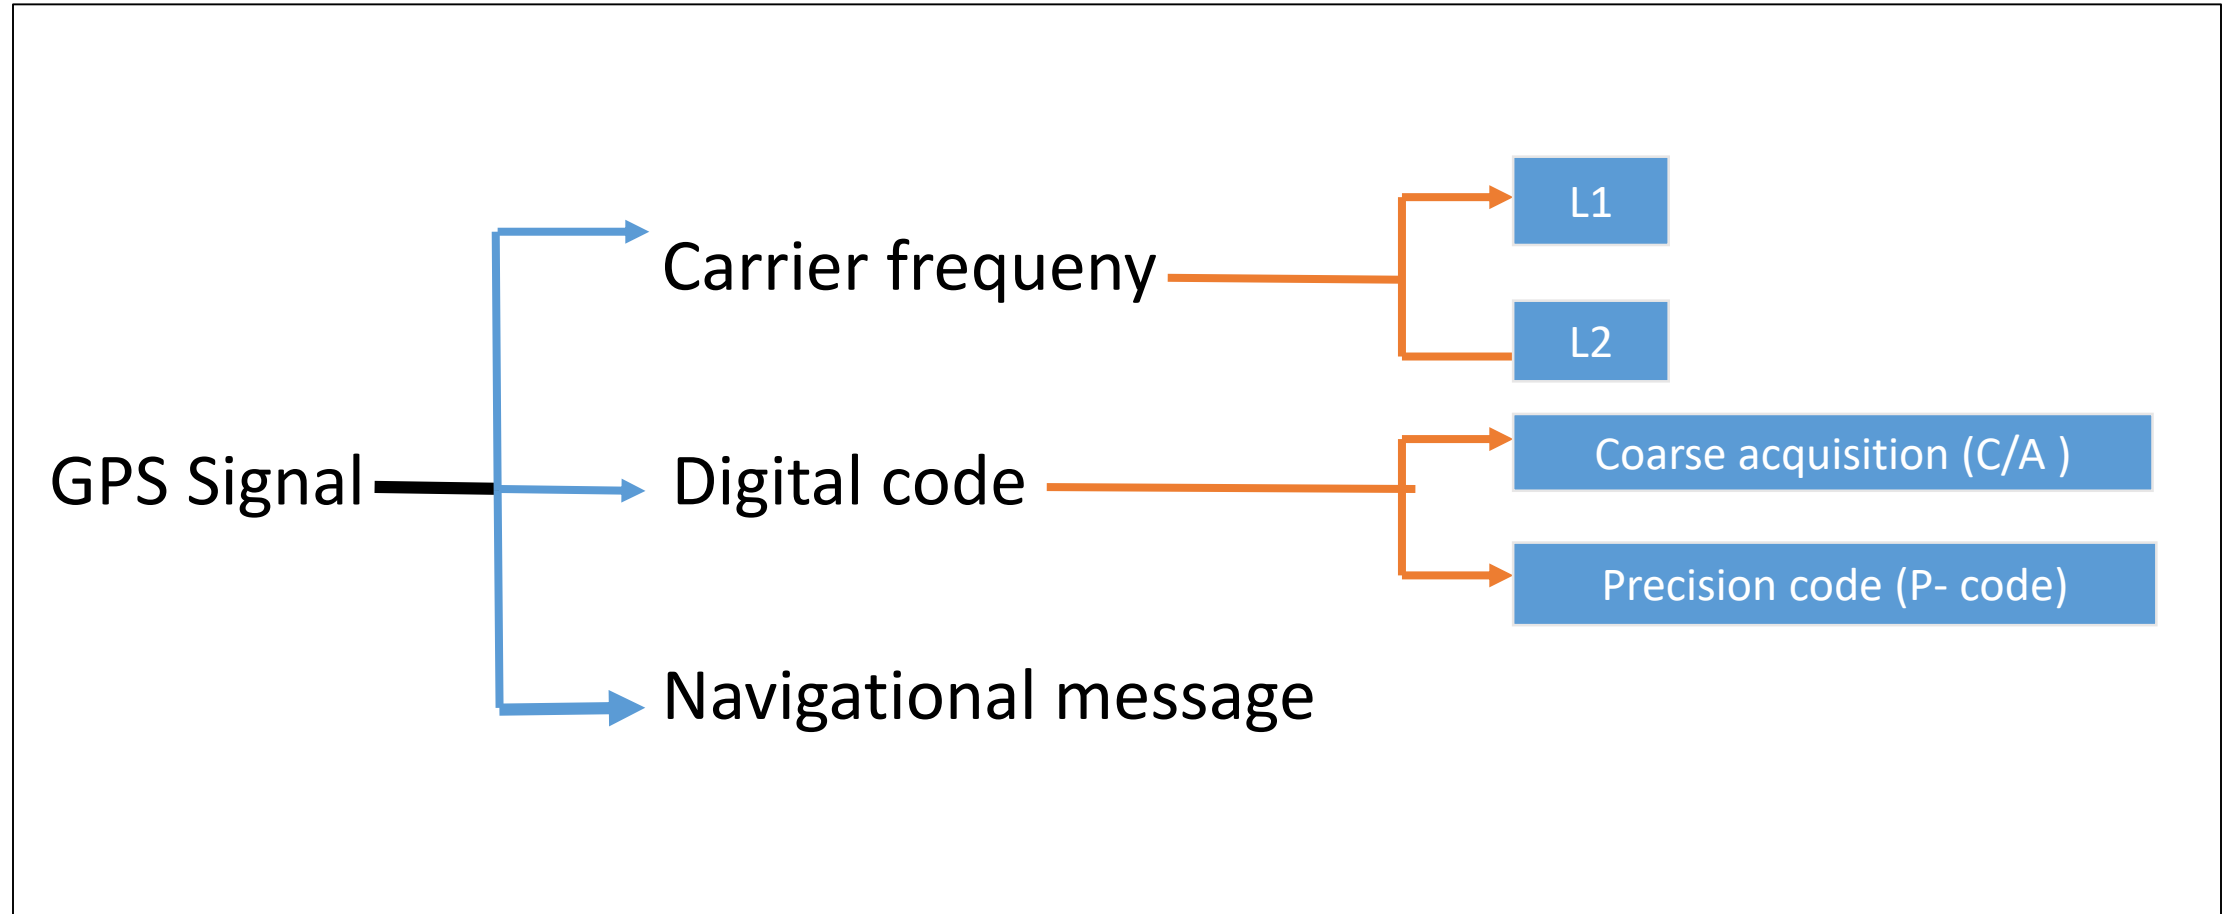 GPS Signal
Carrier frequeny
L1
L2
Digital code
Coarse acquisition (C/A )
Precision code (P- code)
Navigational message